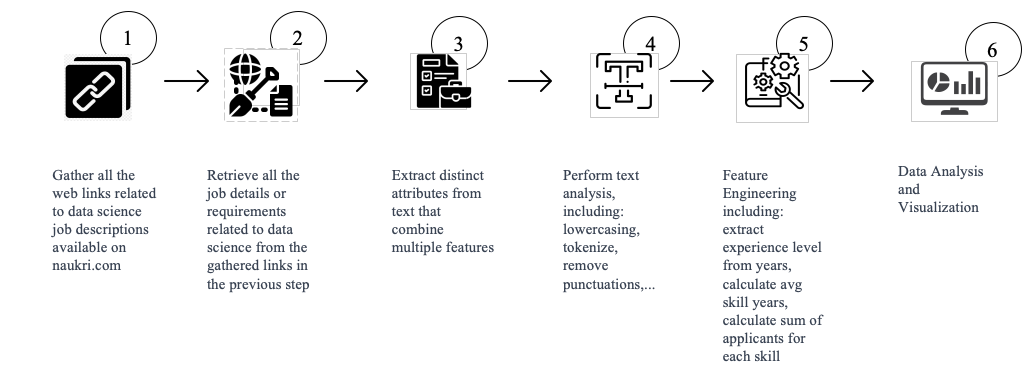 1
2
3
4
5
6
Gather all the
web links related
to data science
job descriptions
available on
naukri.com
Retrieve all the
job details or
requirements
related to data
science from the
gathered links in
the previous step
Extract distinct
attributes from
text that
combine
multiple features
Perform text
analysis,
including:
lowercasing,
tokenize,
remove
punctuations,...
Feature
Engineering
including:
extract
experience level
from years,
calculate avg
skill years,
calculate sum of
applicants for
each skill
Data Analysis
and
Visualization